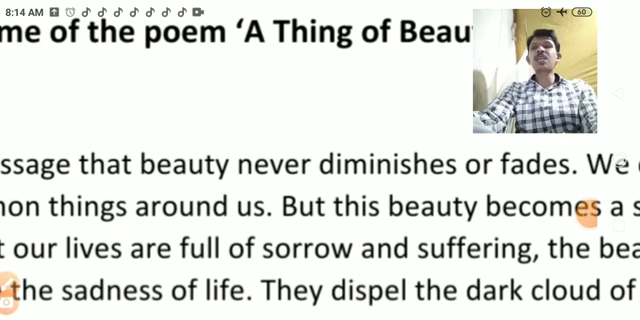 8:14 AM
60
me of the poem ‘A Thing of Beau
ssage that beauty never diminishes or fades. We
on things around us. But this beauty becomes a s
t our lives are full of sorrow and suffering, the bea
the sadness of life. They dispel the dark cloud of